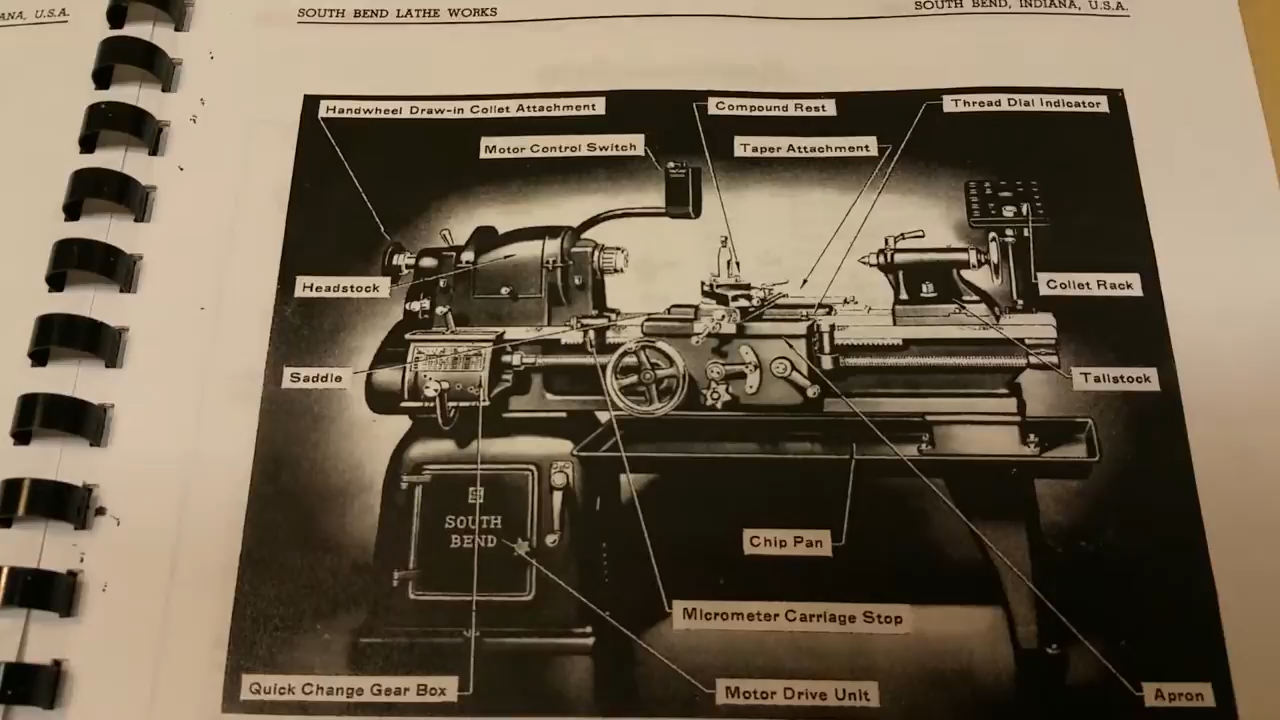 ANA, U.S.A.
SOUTH BEND LATHE WORKS
SOUTH BEND, INDIANA, U.S.A.
Handwheel Draw-in Collet Attachment
Compound Rest
Thread Dial Indicator
Motor Control Switch
Taper Attachment
Headstock
Collet Rack
Saddle
Tailstock
SOUTH
BEND
Chip Pan
Micrometer Carriage Stop
Quick Change Gear Box
Motor Drive Unit
Apron